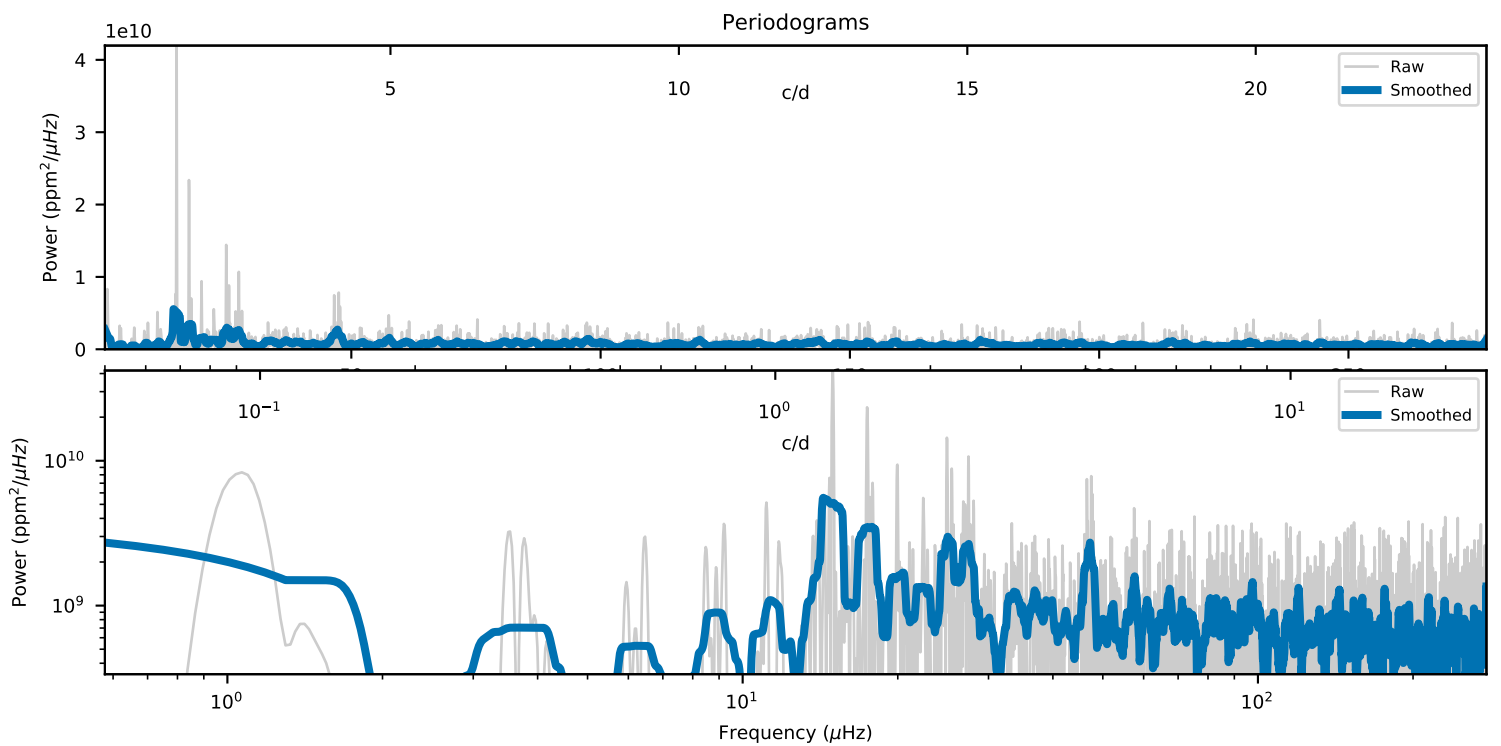 Periodograms
1e10
4
3
2
1
0
Power (ppm²/μHz)
5
10
15
20
c/d
Raw
Smoothed
10⁻¹
10⁰
10¹
c/d
Raw
Smoothed
10¹⁰
10⁹
Power (ppm²/μHz)
10⁰
10¹
10²
Frequency (μHz)